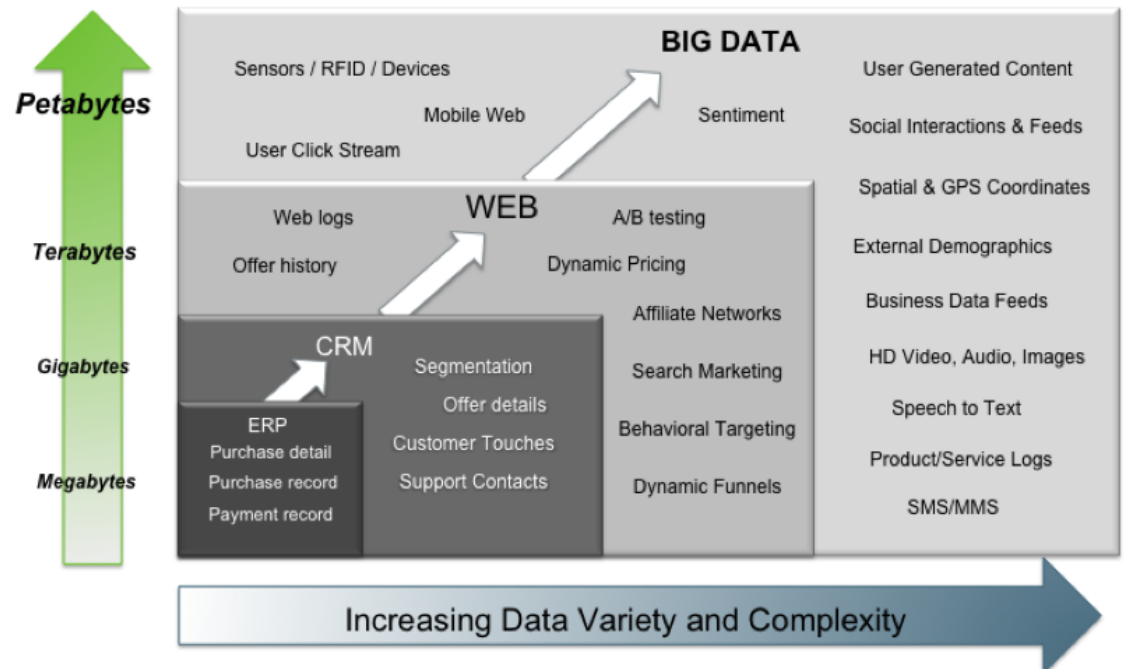 BIG DATA
Sensors / RFID / Devices
User Generated Content
Petabytes
Mobile Web
Sentiment
Social Interactions & Feeds
User Click Stream
Spatial & GPS Coordinates
WEB
Web logs
A/B testing
Terabytes
External Demographics
Offer history
Dynamic Pricing
Business Data Feeds
Affiliate Networks
CRM
HD Video, Audio, Images
Gigabytes
Segmentation
Search Marketing
Offer details
Speech to Text
ERP
Behavioral Targeting
Customer Touches
Purchase detail
Product/Service Logs
Megabytes
Purchase record
Support Contacts
Dynamic Funnels
SMS/MMS
Payment record
Increasing Data Variety and Complexity